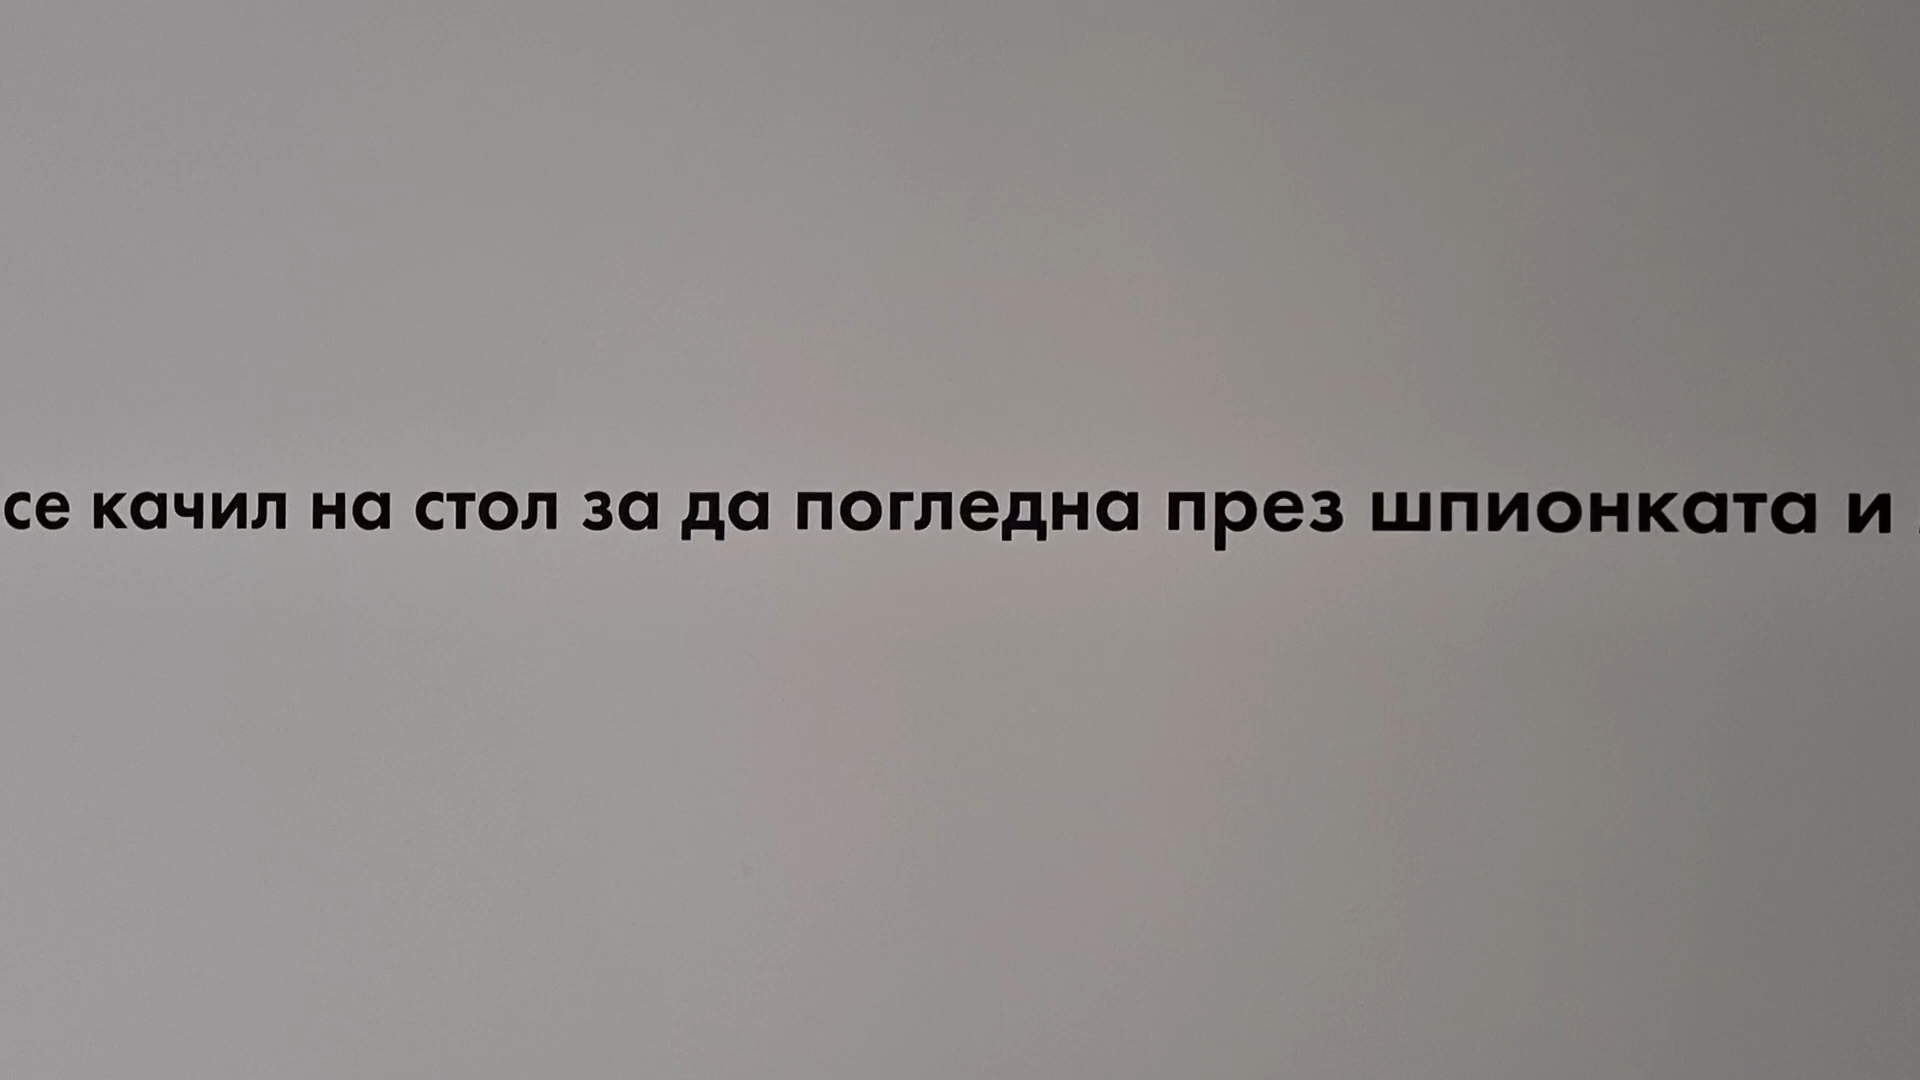 се качил на стол за да погледна през шпионката и